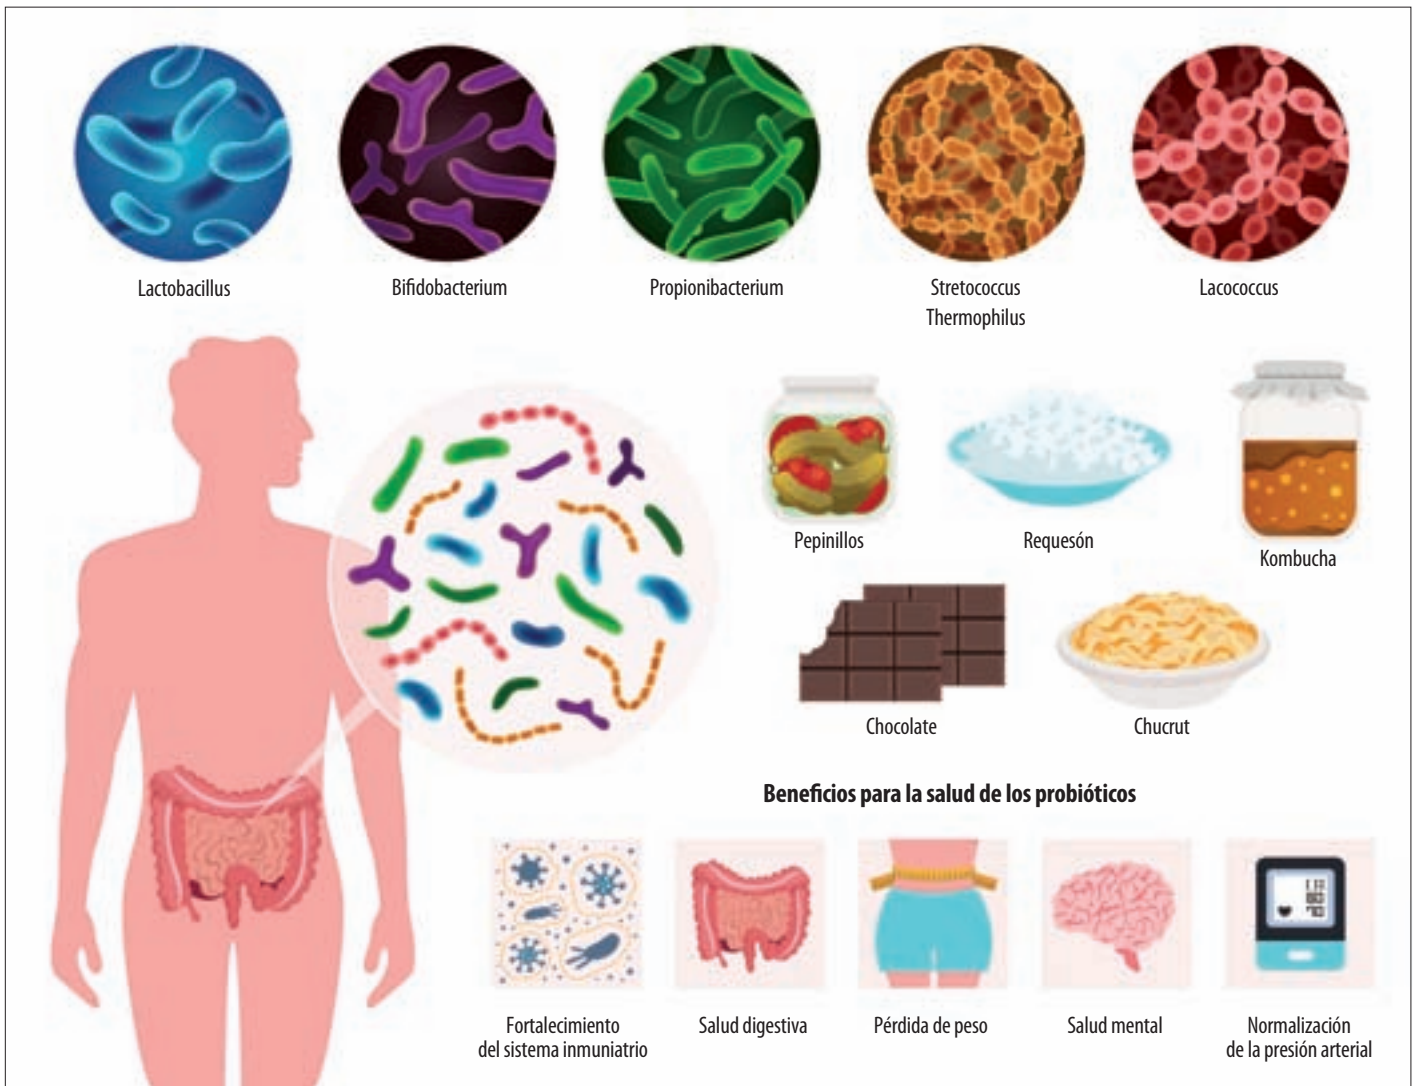 Lactobacillus
Bifidobacterium
Propionibacterium
Stretococcus
Thermophilus
Lacococcus
Pepinillos
Requesón
Kombucha
Chocolate
Chucrut
Beneficios para la salud de los probióticos
Fortalecimiento
del sistema inmuniatrio
Salud digestiva
Pérdida de peso
Salud mental
Normalización
de la presión arterial